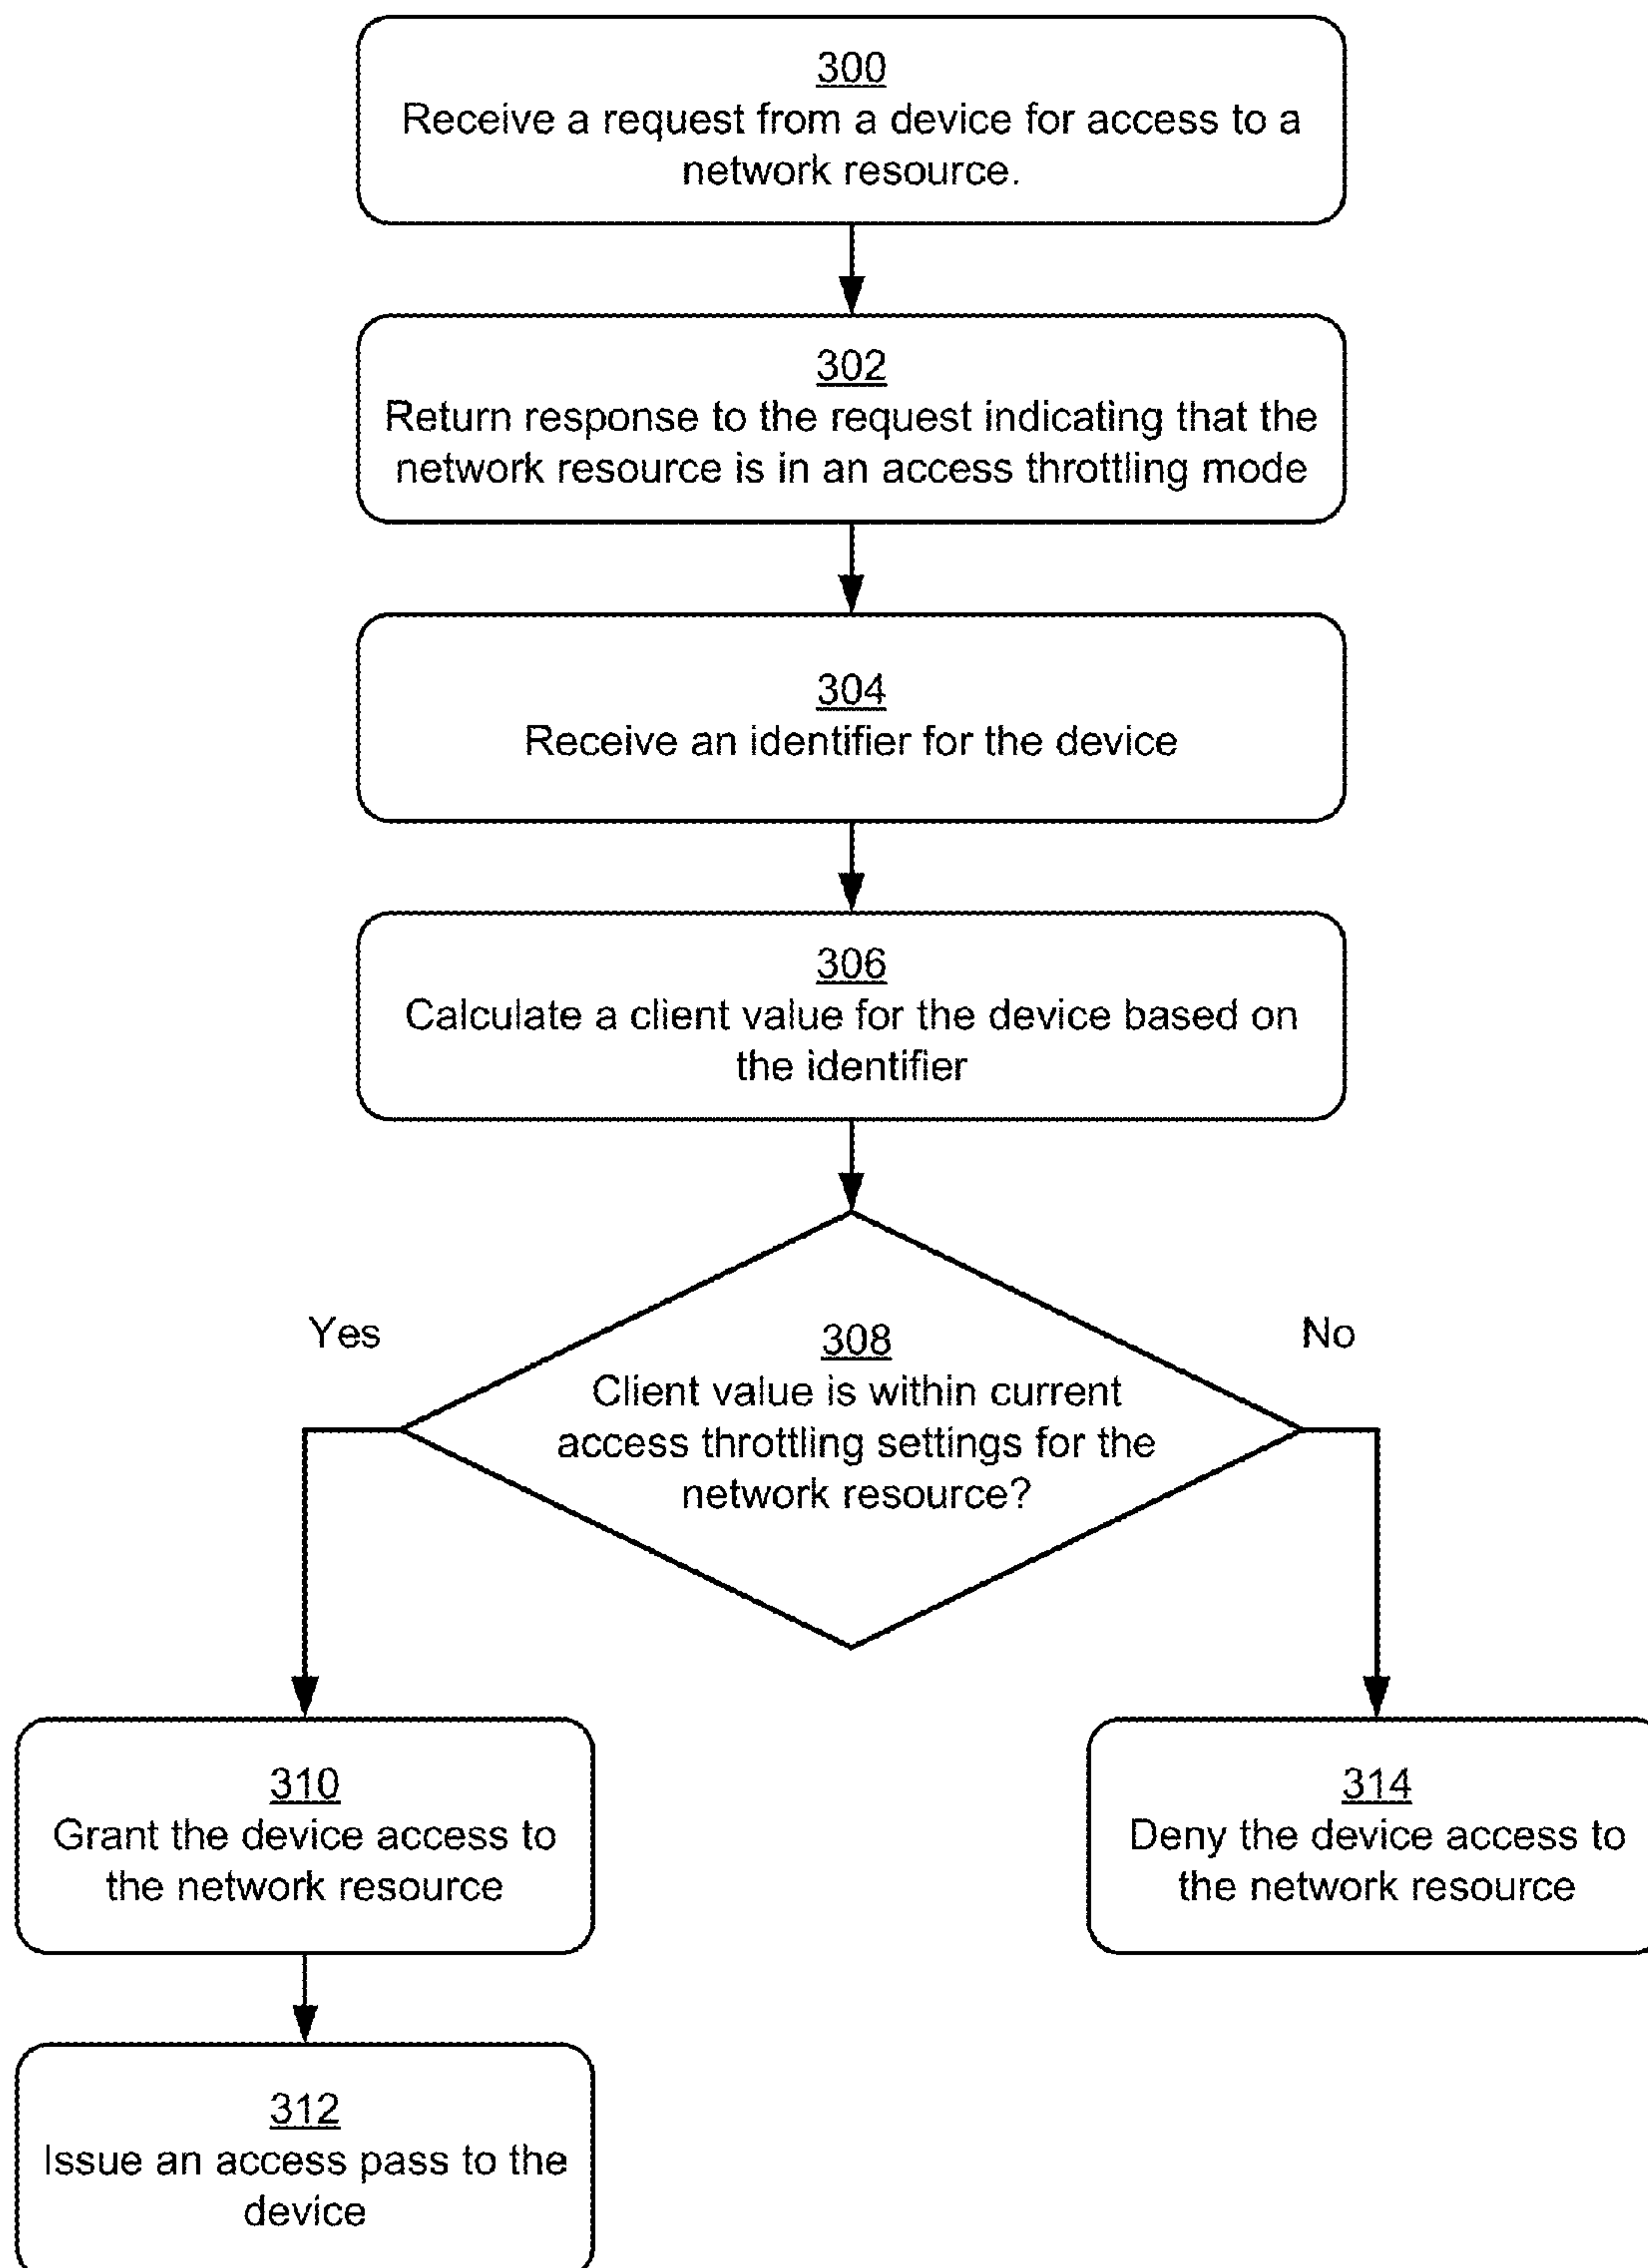 300
Receive a request from a device for access to a
network resource.
302
Return response to the request indicating that the
network resource is in an access throttling mode
304
Receive an identifier for the device
306
Calculate a client value for the device based on
the identifier
Yes
No
308
Client value is within current
access throttling settings for the
network resource?
310
Grant the device access to
the network resource
314
Deny the device access to
the network resource
312
Issue an access pass to the
device